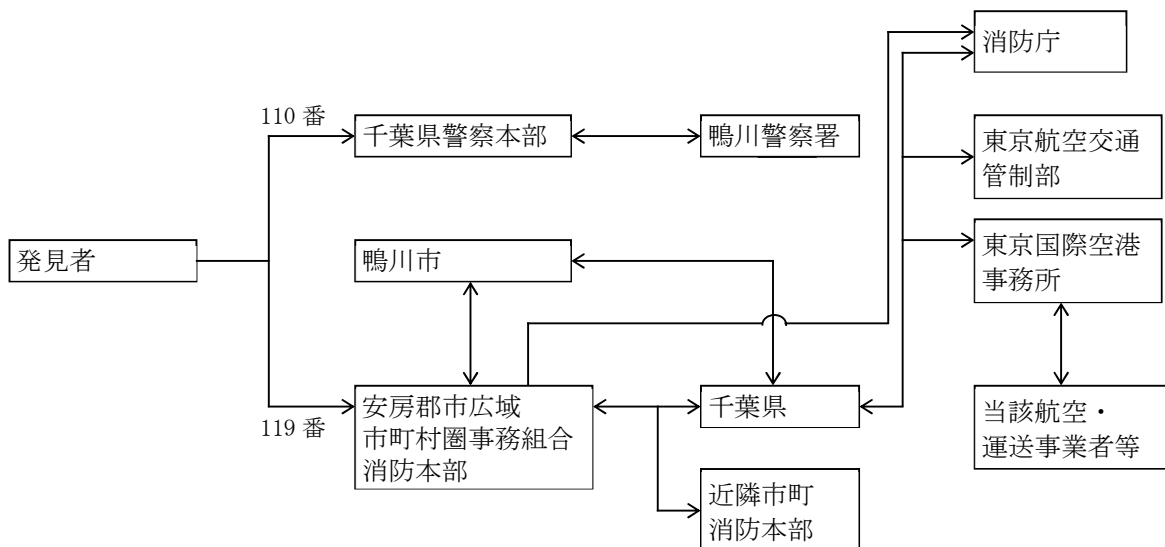 消防庁
110 番
千葉県警察本部
鴨川警察署
東京航空交通
管制部
発見者
鴨川市
東京国際空港
事務所
119 番
安房郡市広域
市町村圏事務組合
消防本部
千葉県
当該航空・
運送事業者等
近隣市町
消防本部